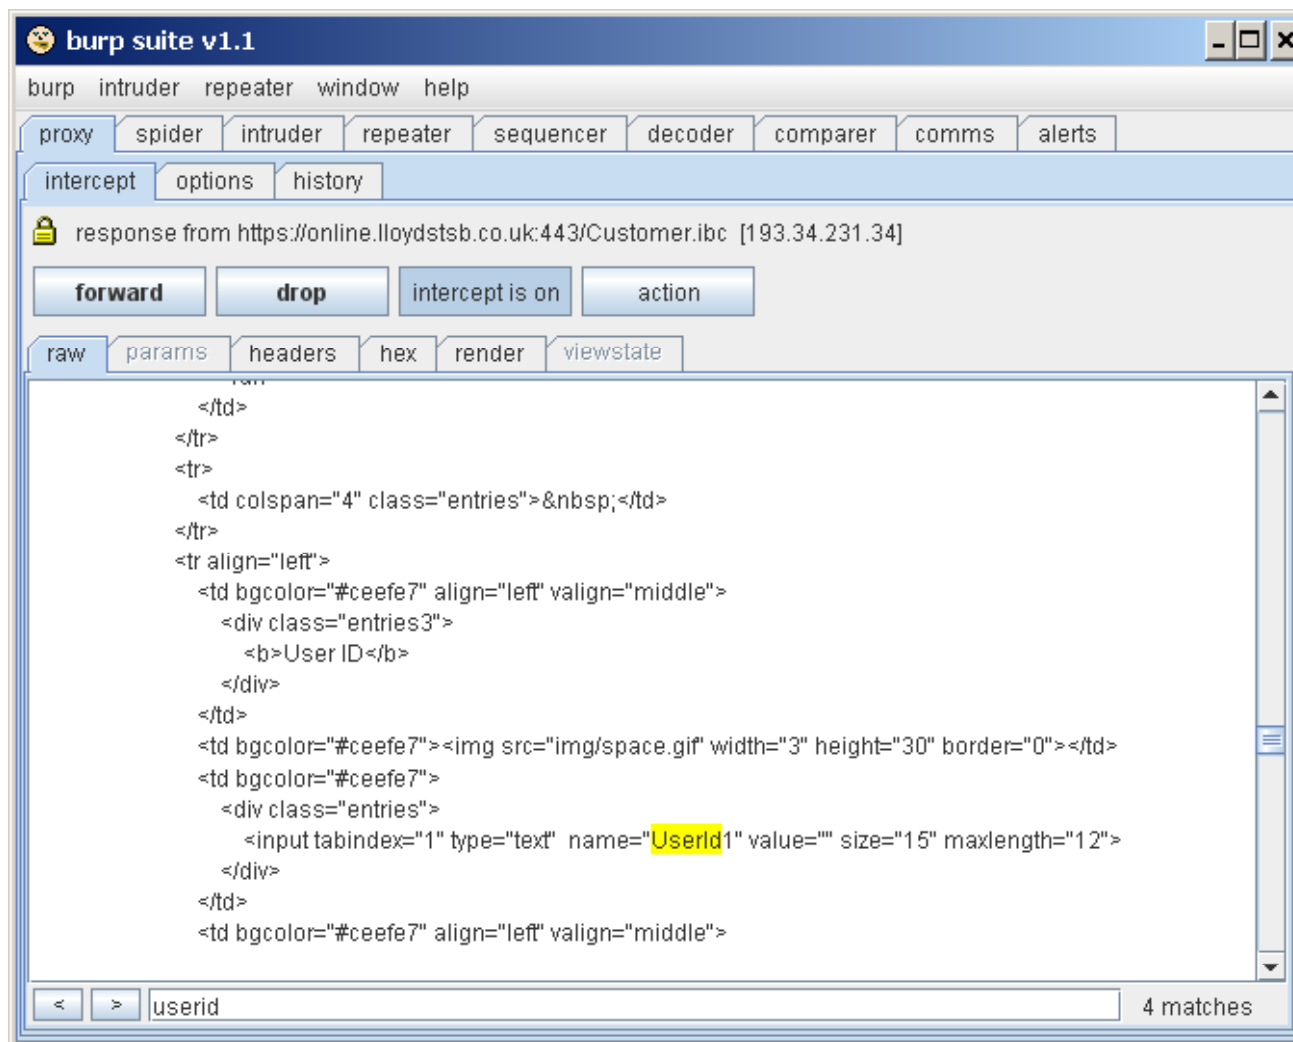 burp suite v1.1
burp intruder repeater window help
proxy spider intruder repeater sequencer decoder comparer comms alerts
intercept options history
response from https://online.lloydstsb.co.uk:443/Customer.ibc [193.34.231.34]
forward drop intercept is on action
raw params headers hex render viewstate
</td>
</tr>
<tr>
<td colspan="4" class="entries">&nbsp;</td>
</tr>
<tr align="left">
<td bgcolor="#ceefe7" align="left" valign="middle">
<div class="entries3">
<b>User ID</b>
</div>
</td>
<td bgcolor="#ceefe7"><img src="img/space.gif" width="3" height="30" border="0"></td>
<td bgcolor="#ceefe7">
<div class="entries">
<input tabindex="1" type="text"  name="UserId1" value="" size="15" maxlength="12">
</div>
</td>
<td bgcolor="#ceefe7" align="left" valign="middle">
< > userid 4 matches